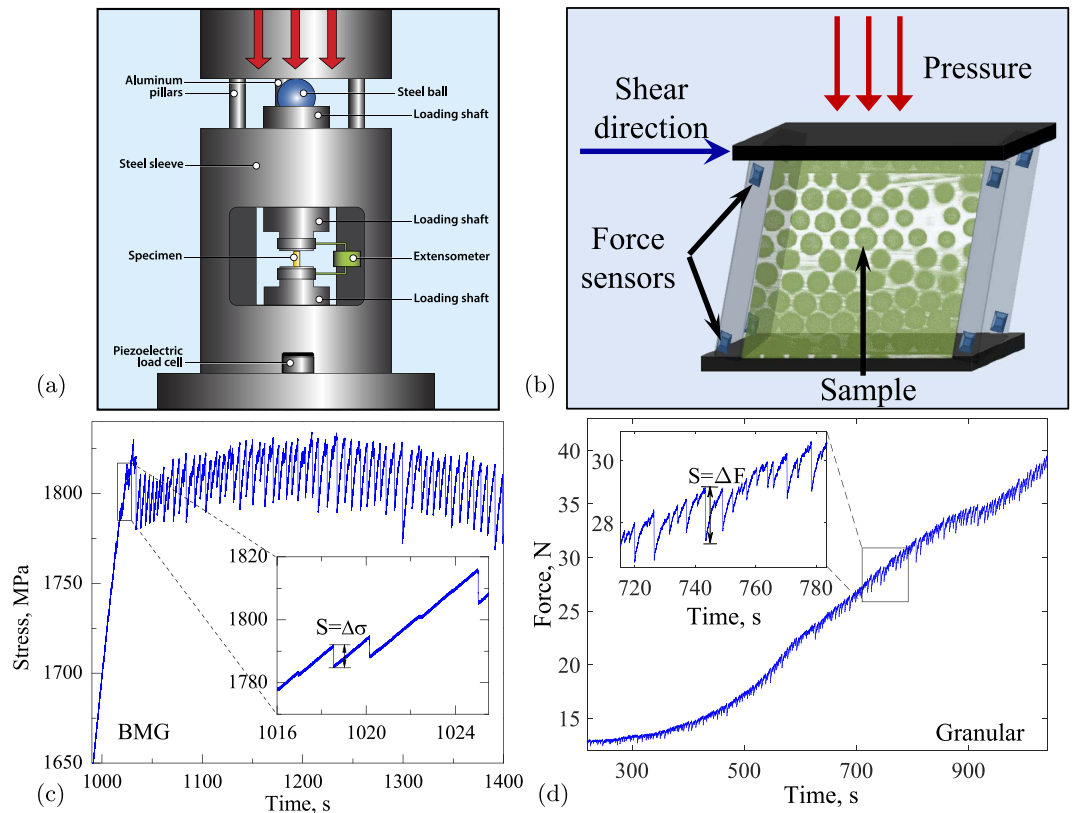 Aluminum
pillars
Steel ball
Loading shaft
Steel sleeve
Loading shaft
Specimen
Extensometer
Loading shaft
Piezoelectric
load cell
(a)
Pressure
Shear
direction
Force
sensors
Sample
(b)
Stress, MPa
1800
1750
1700
1650
1000
1100
1200
1300
1400
Time, s
BMG
1820
1800
1780
S=Δσ
1016
1020
1024
(c)
Force, N
40
35
30
25
20
15
300
500
700
900
Time, s
Granular
30
28
S=ΔF
720
740
760
780
Time, s
(d)